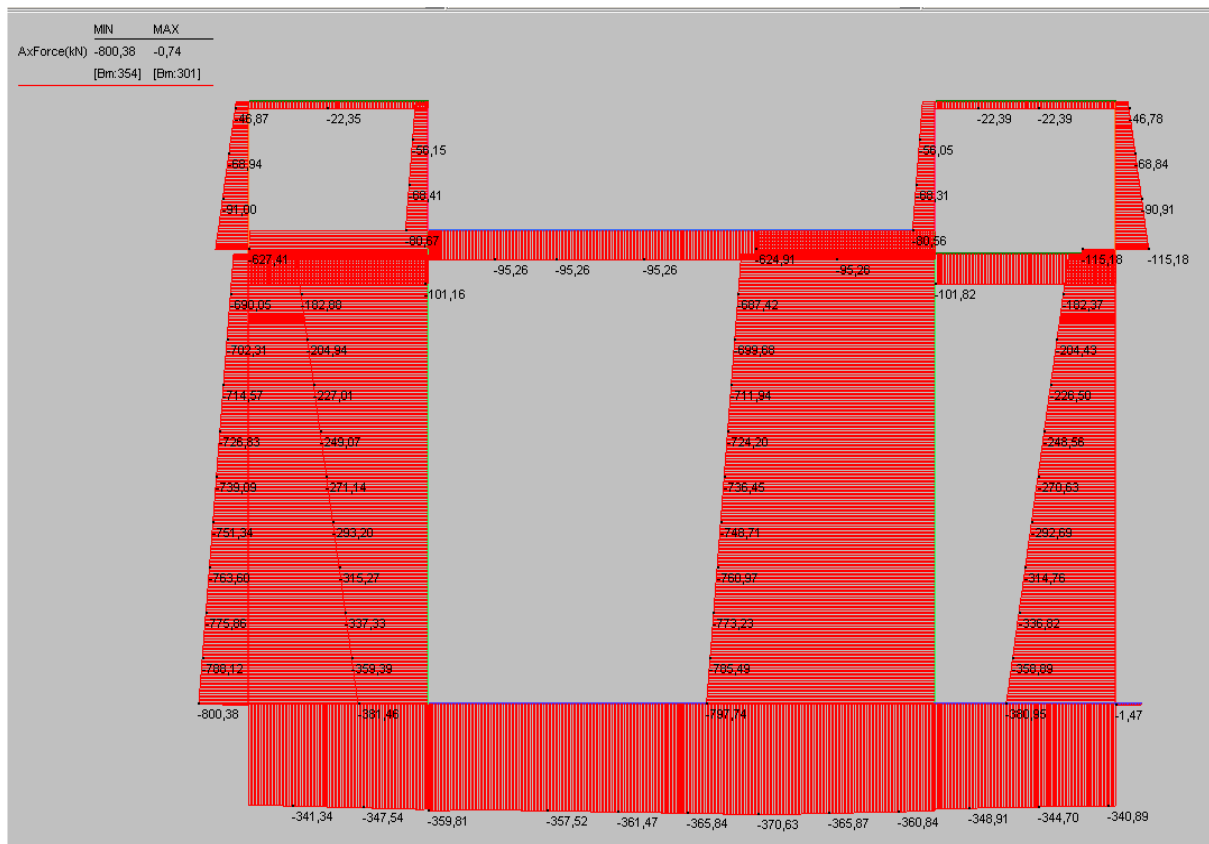 MIN MAX
AxForce(kN) -800,38 -0,74
[Bm:354] [Bm:301]
-46,87 -22,35 -22,39 -22,39 -46,78
-56,15 -56,05
-68,94 -68,84
-68,41 -68,31
-91,00 -90,91
-80,67 -80,56
-627,41 -624,91 -115,18 -115,18
-95,26 -95,26 -95,26 -95,26
-101,16 -101,82
-690,05 -182,88 -687,42 -182,37
-702,31 -204,94 -699,68 -204,43
-714,57 -227,01 -711,94 -226,50
-726,83 -249,07 -724,20 -248,56
-739,09 -271,14 -736,45 -270,63
-751,34 -293,20 -748,71 -292,69
-763,60 -315,27 -760,97 -314,76
-775,86 -337,33 -773,23 -336,82
-788,12 -359,39 -785,49 -358,89
-800,38 -381,46 -797,74 -380,95 -1,47
-341,34 -347,54 -359,81 -357,52 -361,47 -365,84 -370,63 -365,87 -360,84 -348,91 -344,70 -340,89